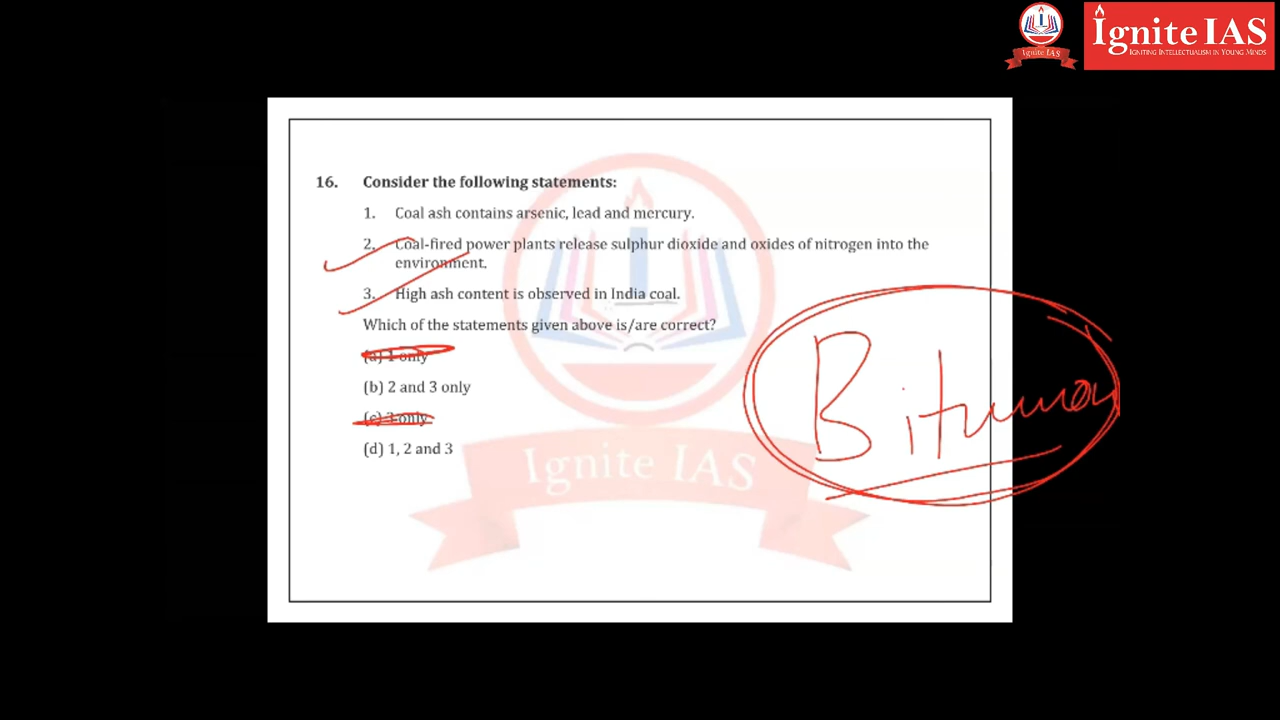 Ignite IAS
Ignite IAS
IGNITING INTELLECTUALISM IN YOUNG MINDS
16. Consider the following statements:
1. Coal ash contains arsenic, lead and mercury.
2. Coal-fired power plants release sulphur dioxide and oxides of nitrogen into the
environment.
3. High ash content is observed in India coal.
Which of the statements given above is/are correct?
(a) 1 only
(b) 2 and 3 only
(c) 3 only
(d) 1, 2 and 3
Ignite IAS